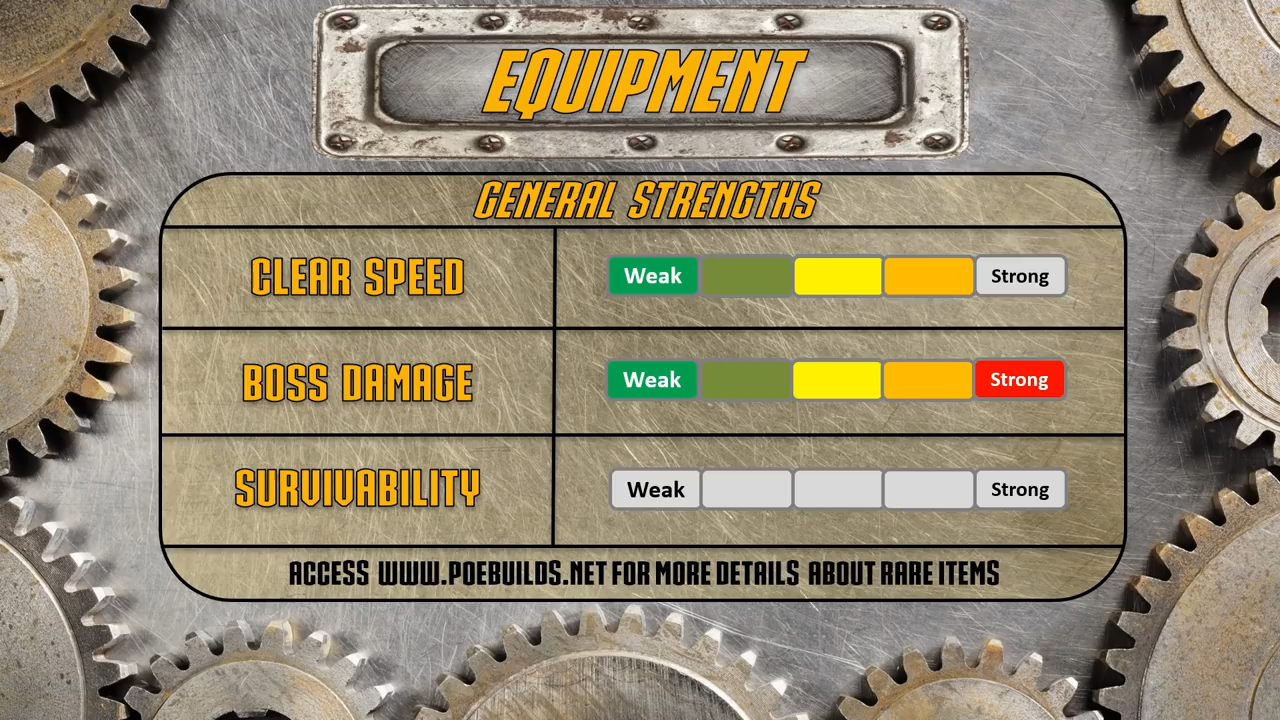 EQUIPMENT
GENERAL STRENGTHS
CLEAR SPEED
Weak Strong
BOSS DAMAGE
Weak Strong
SURVIVABILITY
Weak Strong
ACCESS WWW.POEBUILDS.NET FOR MORE DETAILS ABOUT RARE ITEMS